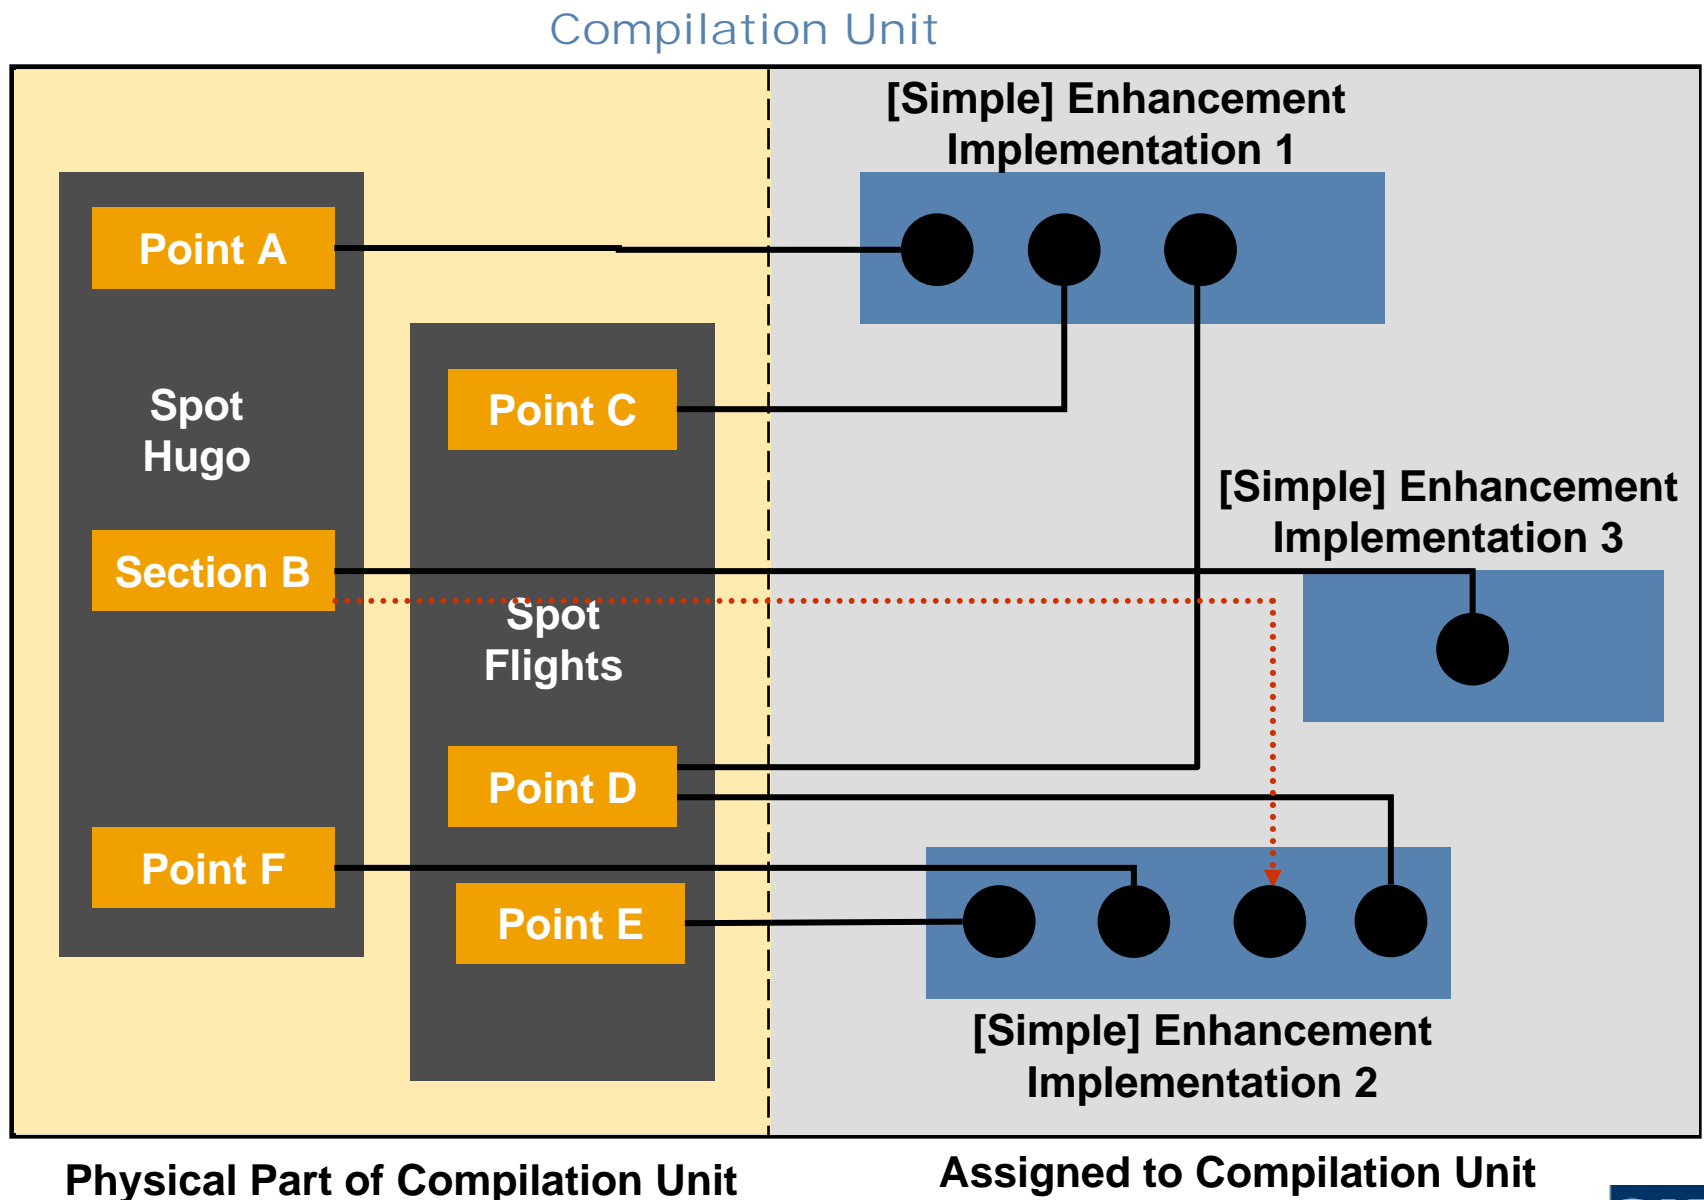 Compilation Unit
[Simple] Enhancement
Implementation 1
Point A
Spot
Hugo
Point C
[Simple] Enhancement
Implementation 3
Section B
Spot
Flights
Point D
Point F
Point E
[Simple] Enhancement
Implementation 2
Physical Part of Compilation Unit
Assigned to Compilation Unit